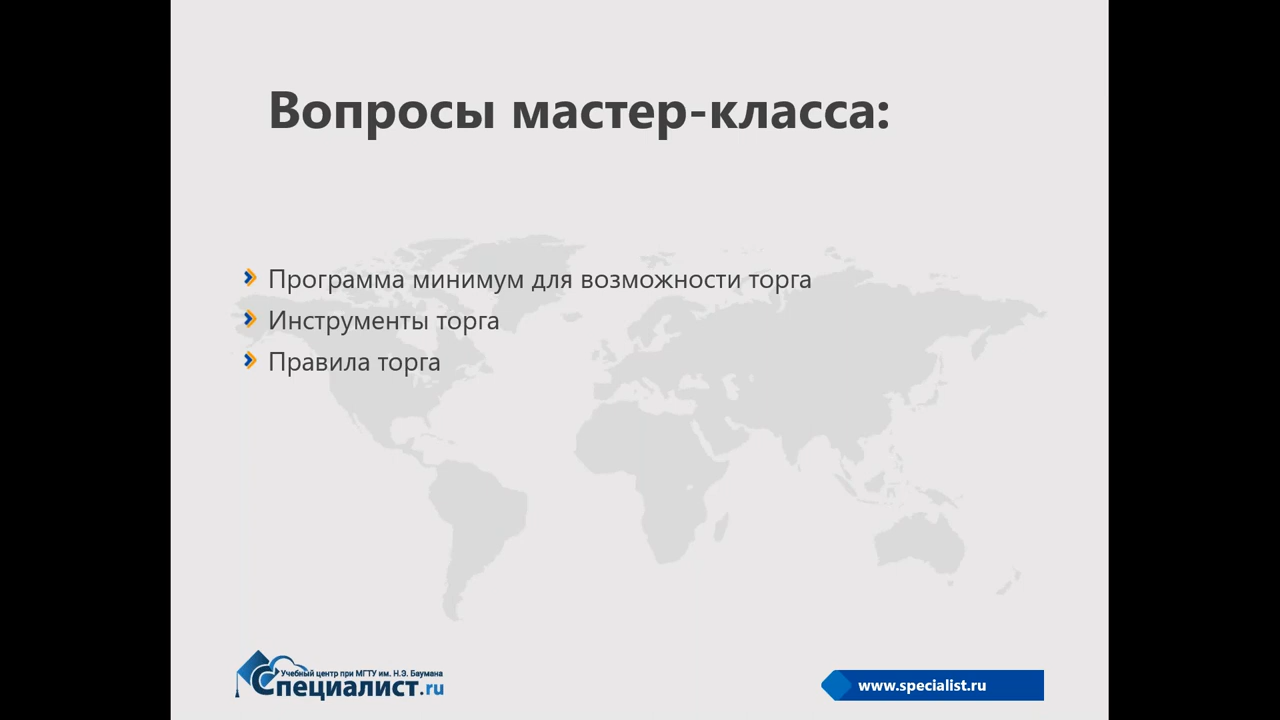 Вопросы мастер-класса:
Программа минимум для возможности торга
Инструменты торга
Правила торга
Учебный центр при МГТУ им. Н.Э. Баумана
Специалист.ru
www.specialist.ru